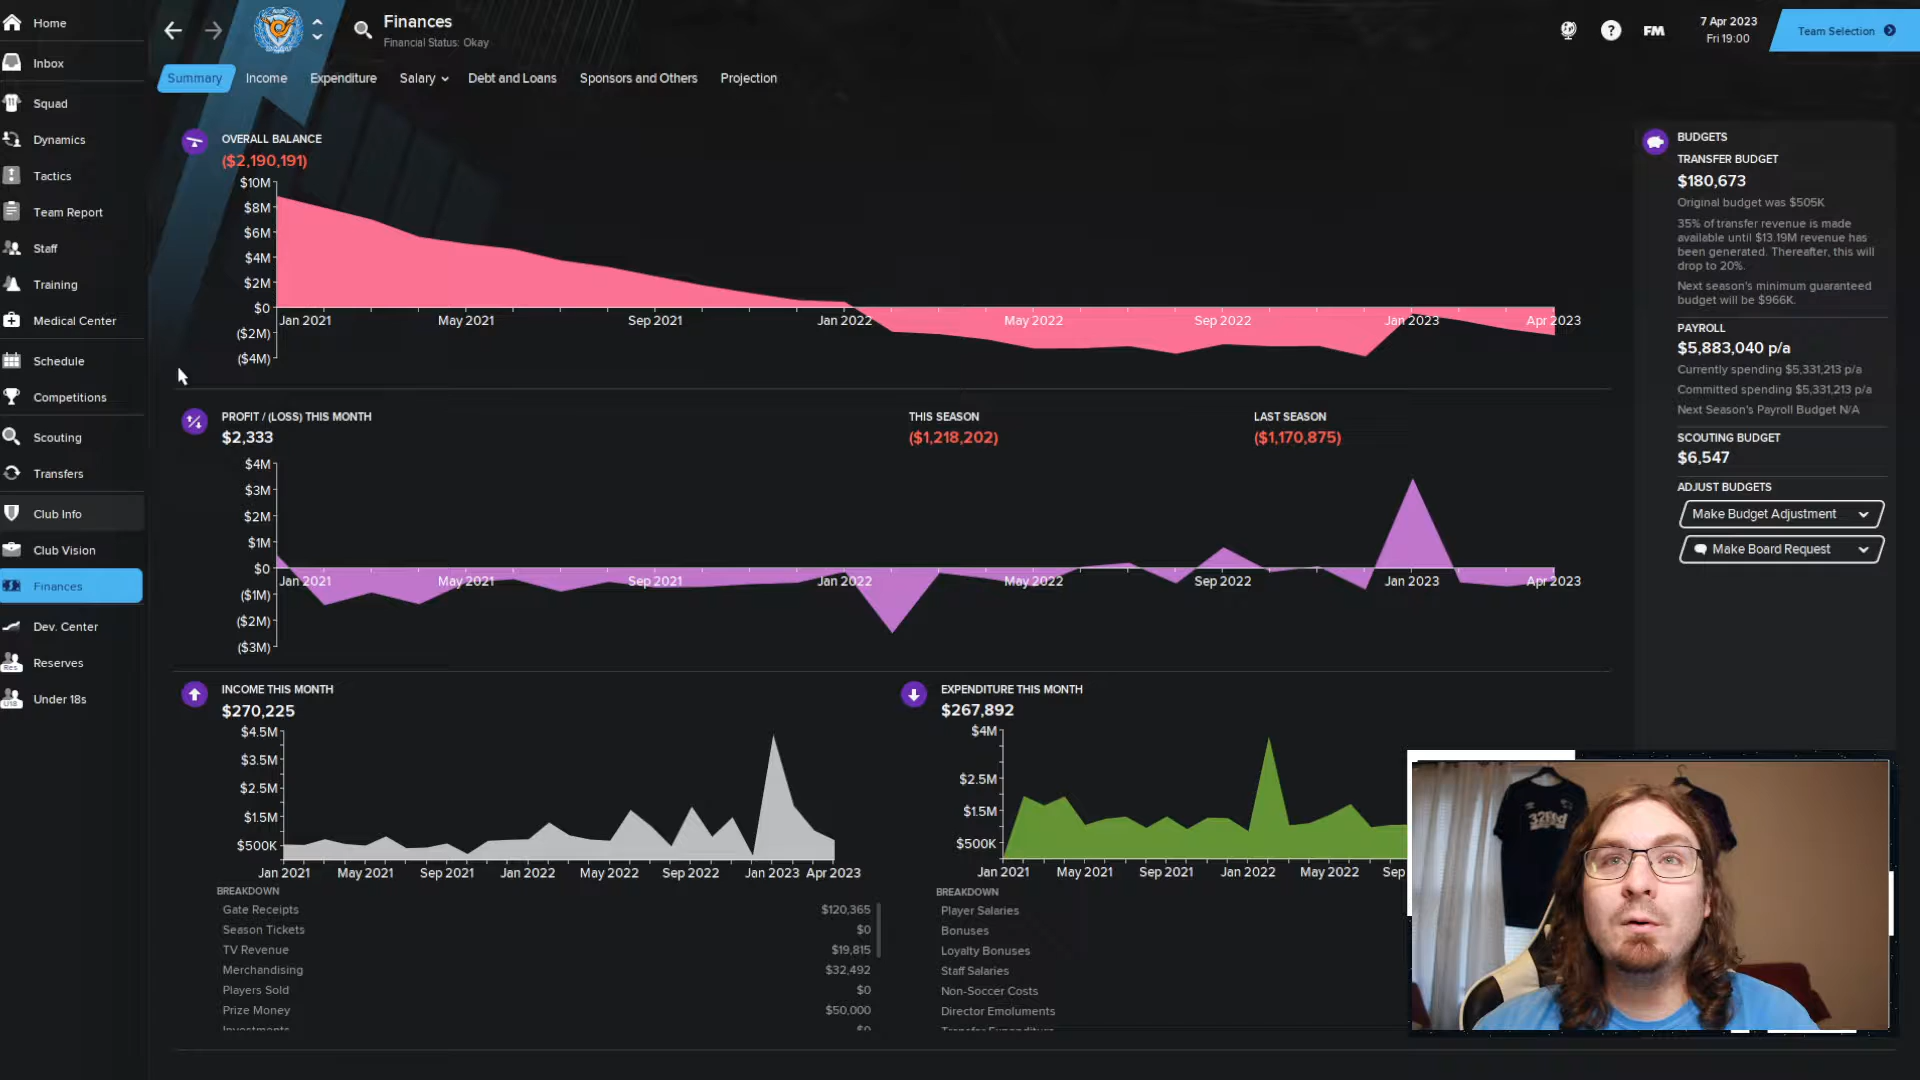 Home
Inbox
Squad
Dynamics
Tactics
Team Report
Staff
Training
Medical Center
Schedule
Competitions
Scouting
Transfers
Club Info
Club Vision
Finances
Dev. Center
Reserves
Under 18s
Finances
Financial Status: Okay
FM
7 Apr 2023
Fri 19:00
Team Selection
Summary
Income
Expenditure
Salary
Debt and Loans
Sponsors and Others
Projection
OVERALL BALANCE
($2,190,191)
$10M
$8M
$6M
$4M
$2M
$0
($2M)
($4M)
Jan 2021 May 2021 Sep 2021 Jan 2022 May 2022 Sep 2022 Jan 2023 Apr 2023
PROFIT / (LOSS) THIS MONTH
$2,333
THIS SEASON
($1,218,202)
LAST SEASON
($1,170,875)
$4M
$3M
$2M
$1M
$0
($1M)
($2M)
($3M)
Jan 2021 May 2021 Sep 2021 Jan 2022 May 2022 Sep 2022 Jan 2023 Apr 2023
INCOME THIS MONTH
$270,225
$4.5M
$3.5M
$2.5M
$1.5M
$500K
Jan 2021 May 2021 Sep 2021 Jan 2022 May 2022 Sep 2022 Jan 2023 Apr 2023
BREAKDOWN
Gate Receipts $120,365
Season Tickets $0
TV Revenue $19,815
Merchandising $32,492
Players Sold $0
Prize Money $50,000
Investments $0
EXPENDITURE THIS MONTH
$267,892
$4M
$2.5M
$1.5M
$500K
Jan 2021 May 2021 Sep 2021 Jan 2022 May 2022 Sep
BREAKDOWN
Player Salaries
Bonuses
Loyalty Bonuses
Staff Salaries
Non-Soccer Costs
Director Emoluments
Transfer Expenditure
BUDGETS
TRANSFER BUDGET
$180,673
Original budget was $505K
35% of transfer revenue is made
available until $13.19M revenue has
been generated. Thereafter, this will
drop to 20%.
Next season's minimum guaranteed
budget will be $966K.
PAYROLL
$5,883,040 p/a
Currently spending $5,331,213 p/a
Committed spending $5,331,213 p/a
Next Season's Payroll Budget N/A
SCOUTING BUDGET
$6,547
ADJUST BUDGETS
Make Budget Adjustment
Make Board Request